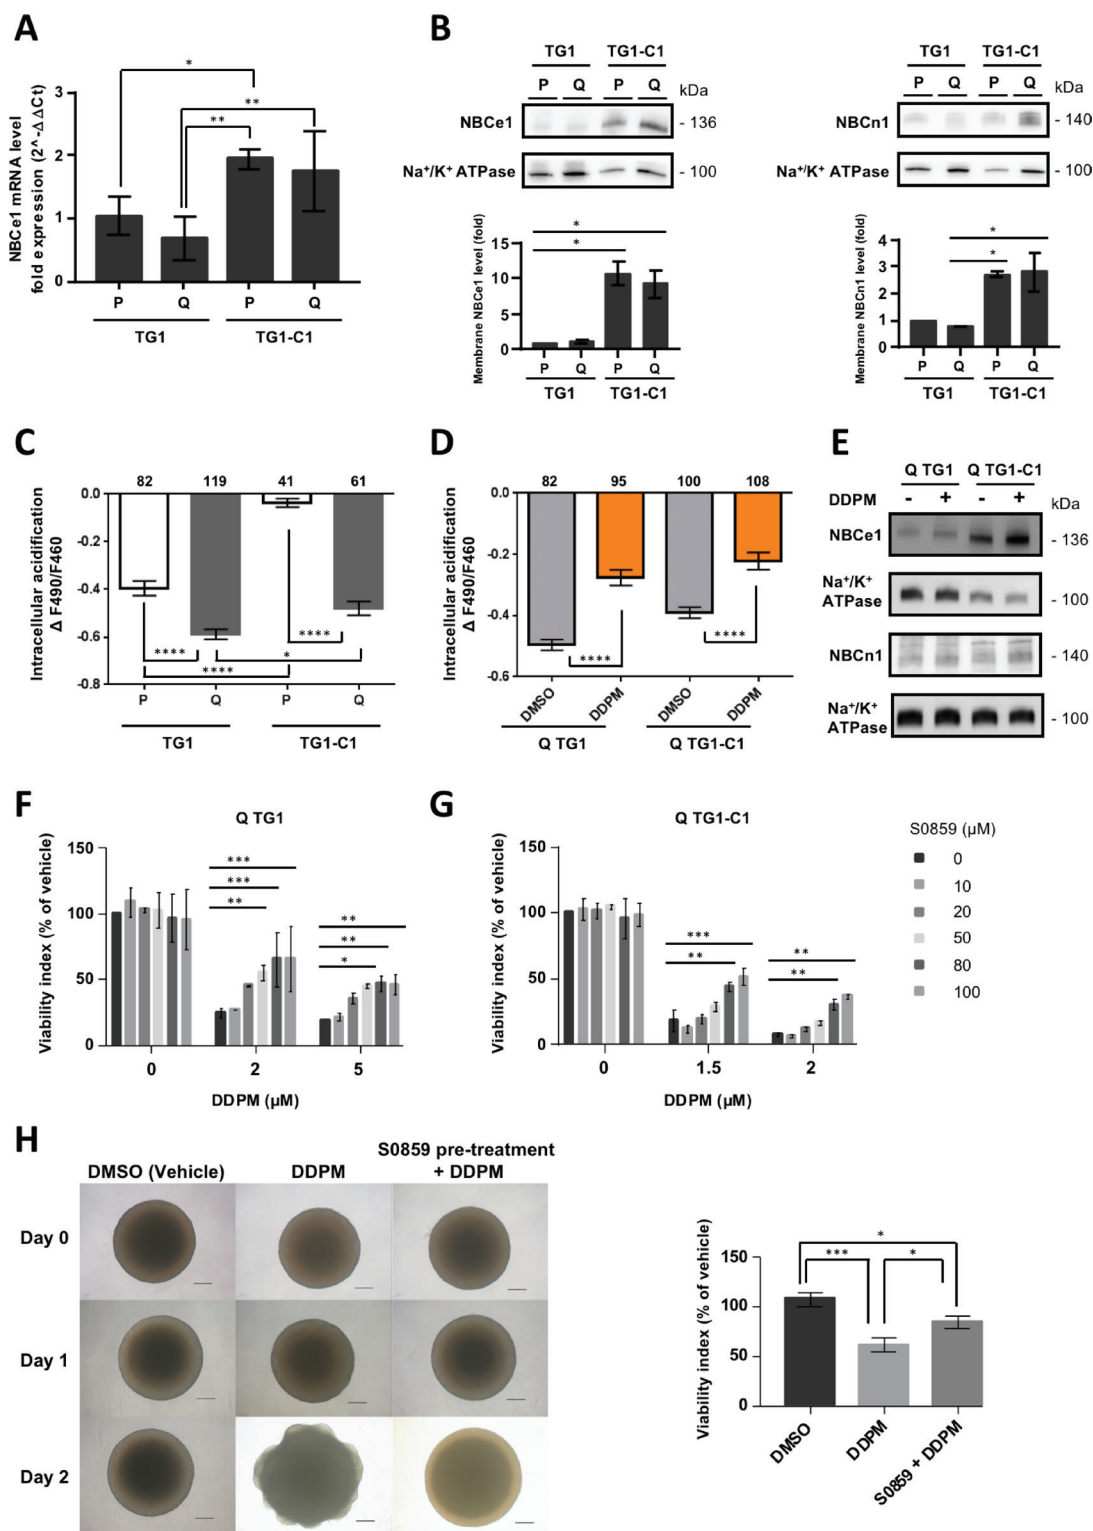 A
NBCe1 mRNA level
fold expression (2^-ΔΔCt)
3
2
1
0
*
**
**
P
Q
P
Q
TG1
TG1-C1
B
TG1
TG1-C1
P
Q
P
Q
kDa
NBCe1
- 136
Na⁺/K⁺ ATPase
- 100
Membrane NBCe1 level (fold)
15
10
5
0
*
*
P
Q
P
Q
TG1
TG1-C1
TG1
TG1-C1
P
Q
P
Q
kDa
NBCn1
- 140
Na⁺/K⁺ ATPase
- 100
Membrane NBCn1 level (fold)
4
3
2
1
0
*
*
P
Q
P
Q
TG1
TG1-C1
C
Intracellular acidification
Δ F490/F460
82
119
41
61
0.0
-0.2
-0.4
-0.6
-0.8
****
****
*
****
P
Q
P
Q
TG1
TG1-C1
D
Intracellular acidification
Δ F490/F460
82
95
100
108
0.0
-0.2
-0.4
-0.6
****
****
DMSO
DDPM
DMSO
DDPM
Q TG1
Q TG1-C1
E
Q TG1
Q TG1-C1
DDPM
-
+
-
+
kDa
NBCe1
- 136
Na⁺/K⁺
ATPase
- 100
NBCn1
- 140
Na⁺/K⁺
ATPase
- 100
F
Q TG1
Viability index (% of vehicle)
150
100
50
0
***
***
**
**
**
*
0
2
5
DDPM (μM)
G
Q TG1-C1
Viability index (% of vehicle)
150
100
50
0
***
**
**
**
0
1.5
2
DDPM (μM)
S0859 (μM)
0
10
20
50
80
100
H
DMSO (Vehicle)
DDPM
S0859 pre-treatment
+ DDPM
Day 0
Day 1
Day 2
Viability index (% of vehicle)
150
100
50
0
*
***
*
DMSO
DDPM
S0859 + DDPM